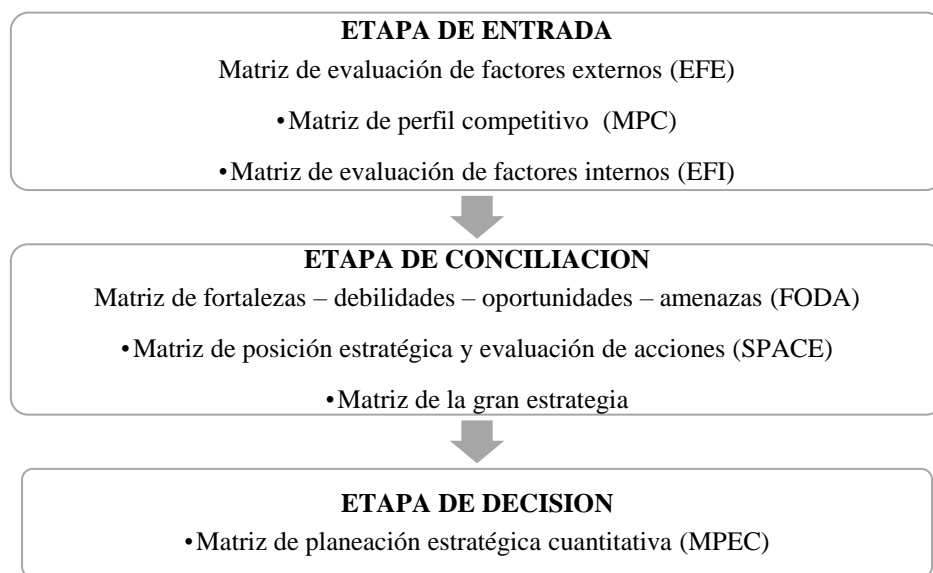 ETAPA DE ENTRADA
Matriz de evaluación de factores externos (EFE)
•Matriz de perfil competitivo (MPC)
•Matriz de evaluación de factores internos (EFI)
ETAPA DE CONCILIACION
Matriz de fortalezas – debilidades – oportunidades – amenazas (FODA)
•Matriz de posición estratégica y evaluación de acciones (SPACE)
•Matriz de la gran estrategia
ETAPA DE DECISION
•Matriz de planeación estratégica cuantitativa (MPEC)